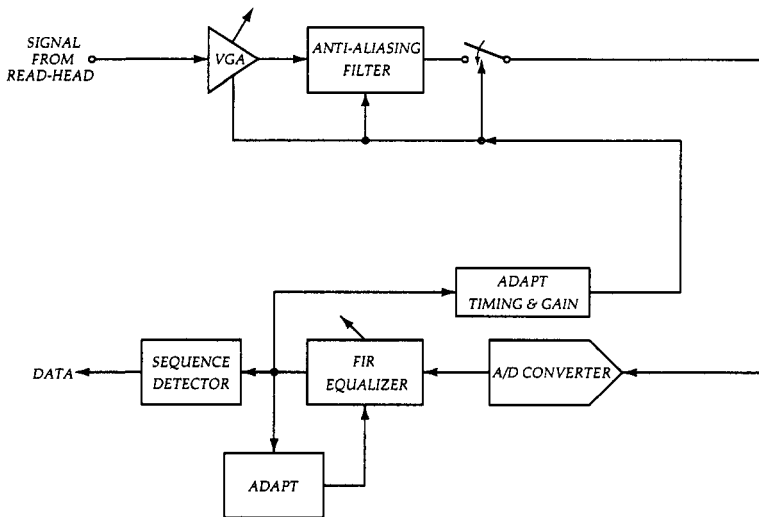 SIGNAL
FROM
READ-HEAD
VGA
ANTI-ALIASING
FILTER
ADAPT
TIMING & GAIN
DATA
SEQUENCE
DETECTOR
FIR
EQUALIZER
A/D CONVERTER
ADAPT